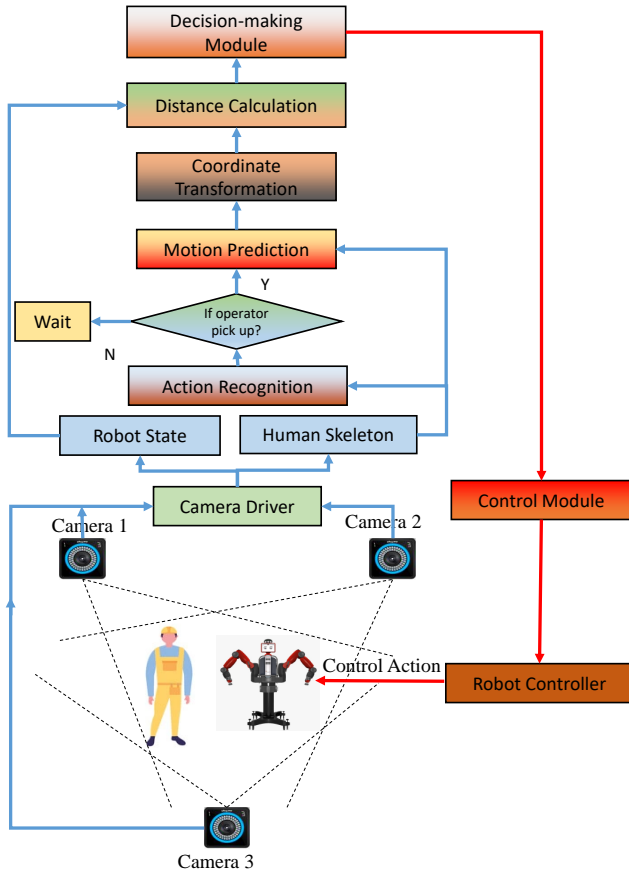 Decision-making
Module
Distance Calculation
Coordinate
Transformation
Motion Prediction
Y
Wait
If operator
pick up?
N
Action Recognition
Robot State
Human Skeleton
Camera Driver
Control Module
Camera 1
Camera 2
Control Action
Robot Controller
Camera 3